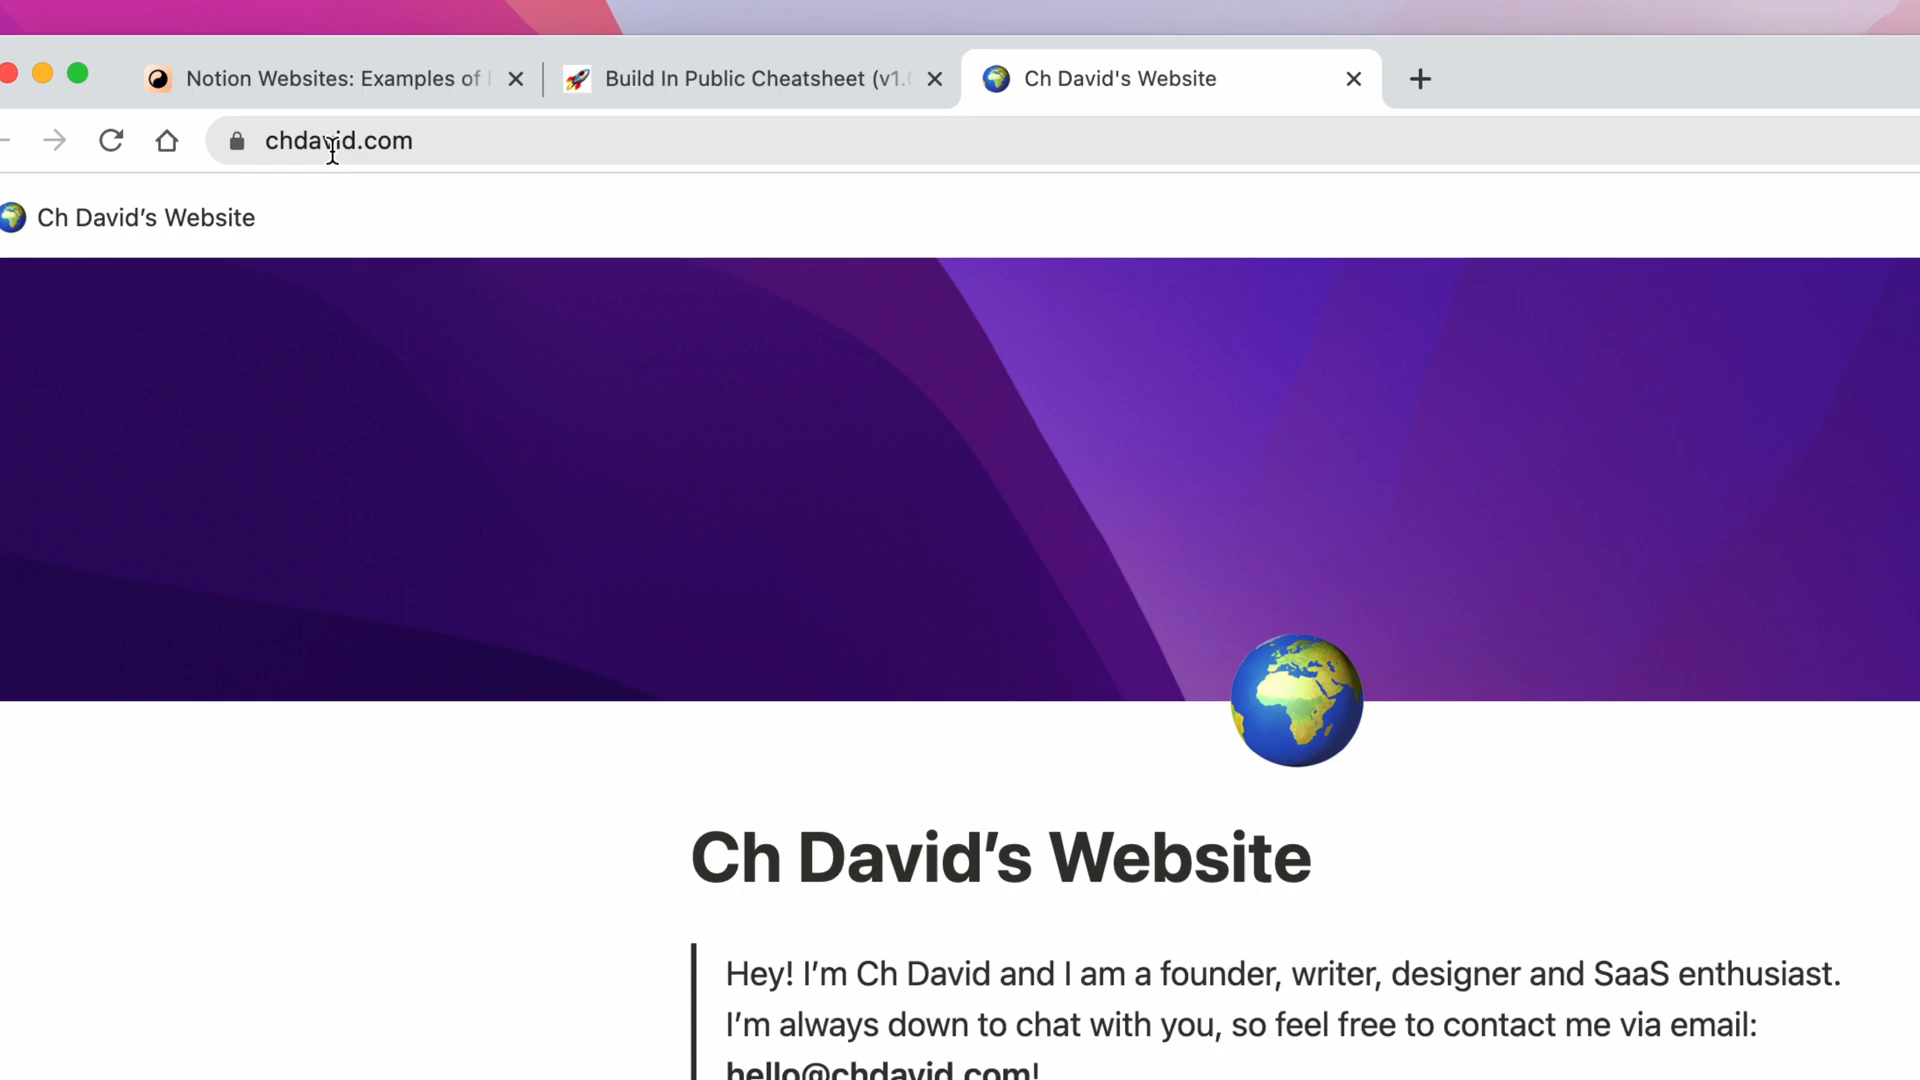 Notion Websites: Examples of
Build In Public Cheatsheet (v1.
Ch David's Website
chdavid.com
Ch David’s Website
Ch David’s Website
Hey! I’m Ch David and I am a founder, writer, designer and SaaS enthusiast.
I’m always down to chat with you, so feel free to contact me via email:
hello@chdavid.com!